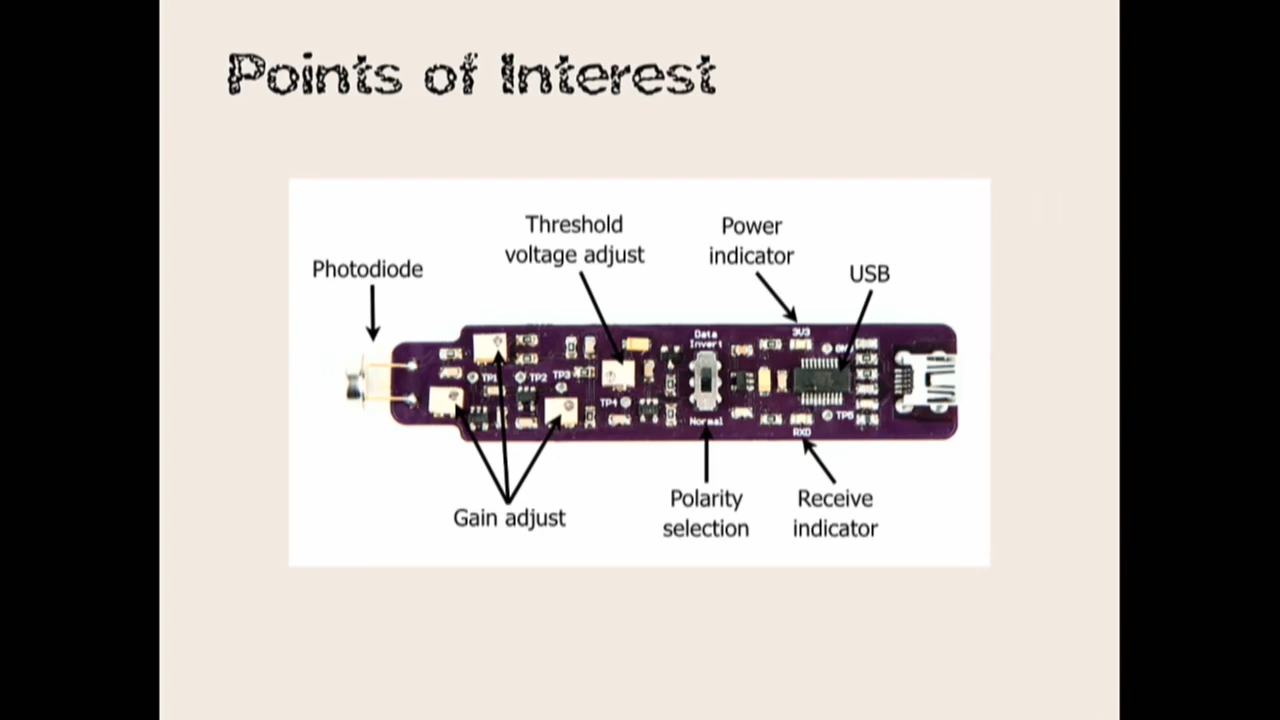 Points of Interest
Threshold
voltage adjust
Power
indicator
Photodiode
USB
Data
Invert
3V3
TP1
TP2
TP3
TP4
TP5
Normal
RXD
Gain adjust
Polarity
selection
Receive
indicator